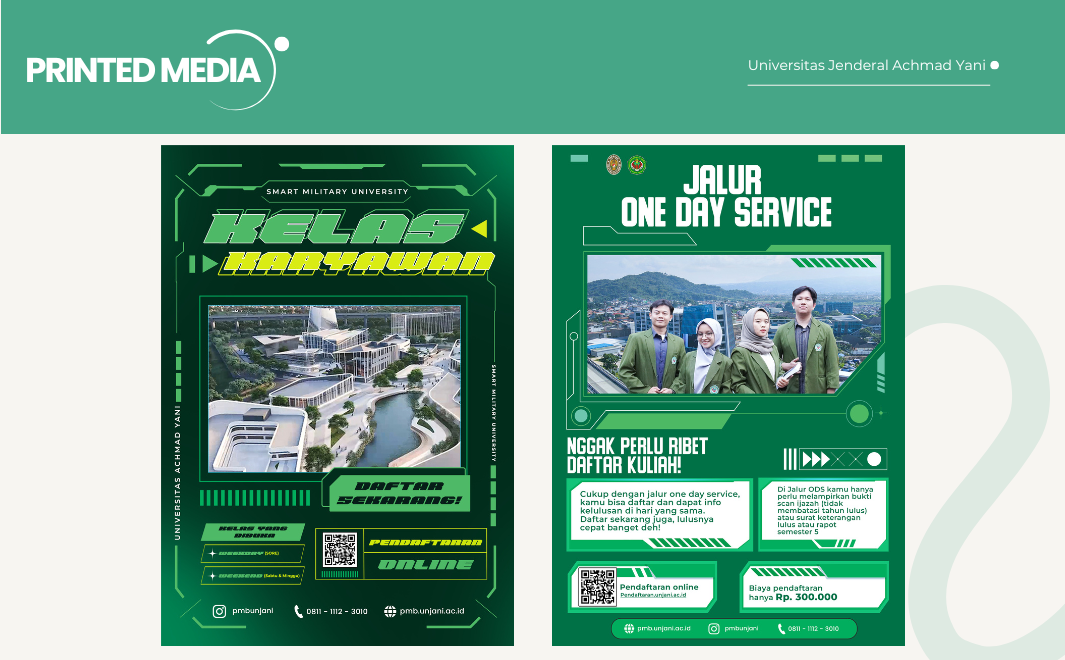 PRINTED MEDIA
Universitas Jenderal Achmad Yani
SMART MILITARY UNIVERSITY
KELAS
KARYAWAN
UNIVERSITAS ACHMAD YANI
SMART MILITARY UNIVERSITY
DAFTAR
SEKARANG!
KELAS YANG
DIBUKA
WEEKDAY (SORE)
WEEKEND (Sabtu & Minggu)
PENDAFTARAN
ONLINE
pmbunjani
0811 - 1112 - 3010
pmb.unjani.ac.id
JALUR
ONE DAY SERVICE
NGGAK PERLU RIBET
DAFTAR KULIAH!
Cukup dengan jalur one day service,
kamu bisa daftar dan dapat info
kelulusan di hari yang sama.
Daftar sekarang juga, lulusnya
cepat banget deh!
Di Jalur ODS kamu hanya
perlu melampirkan bukti
scan ijazah (tidak
membatasi tahun lulus)
atau surat keterangan
lulus atau rapot
semester 5
Pendaftaran online
Pendaftaran.unjani.ac.id
Biaya pendaftaran
hanya Rp. 300.000
pmb.unjani.ac.id
pmbunjani
0811 - 1112 - 3010